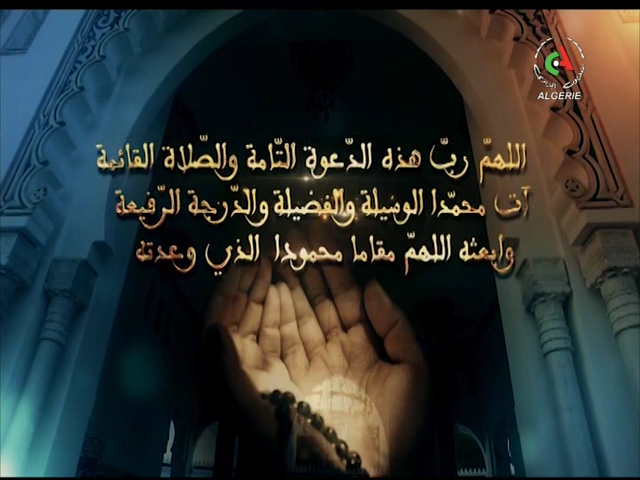 ALGERIE
اللهمّ ربّ هذه الدّعوة التّامة والصّلاة القائمة
آت محمّدا الوسيلة والفضيلة والدّرجة الرّفيعة
وابعثه اللهمّ مقاما محمودا الذي وعدته